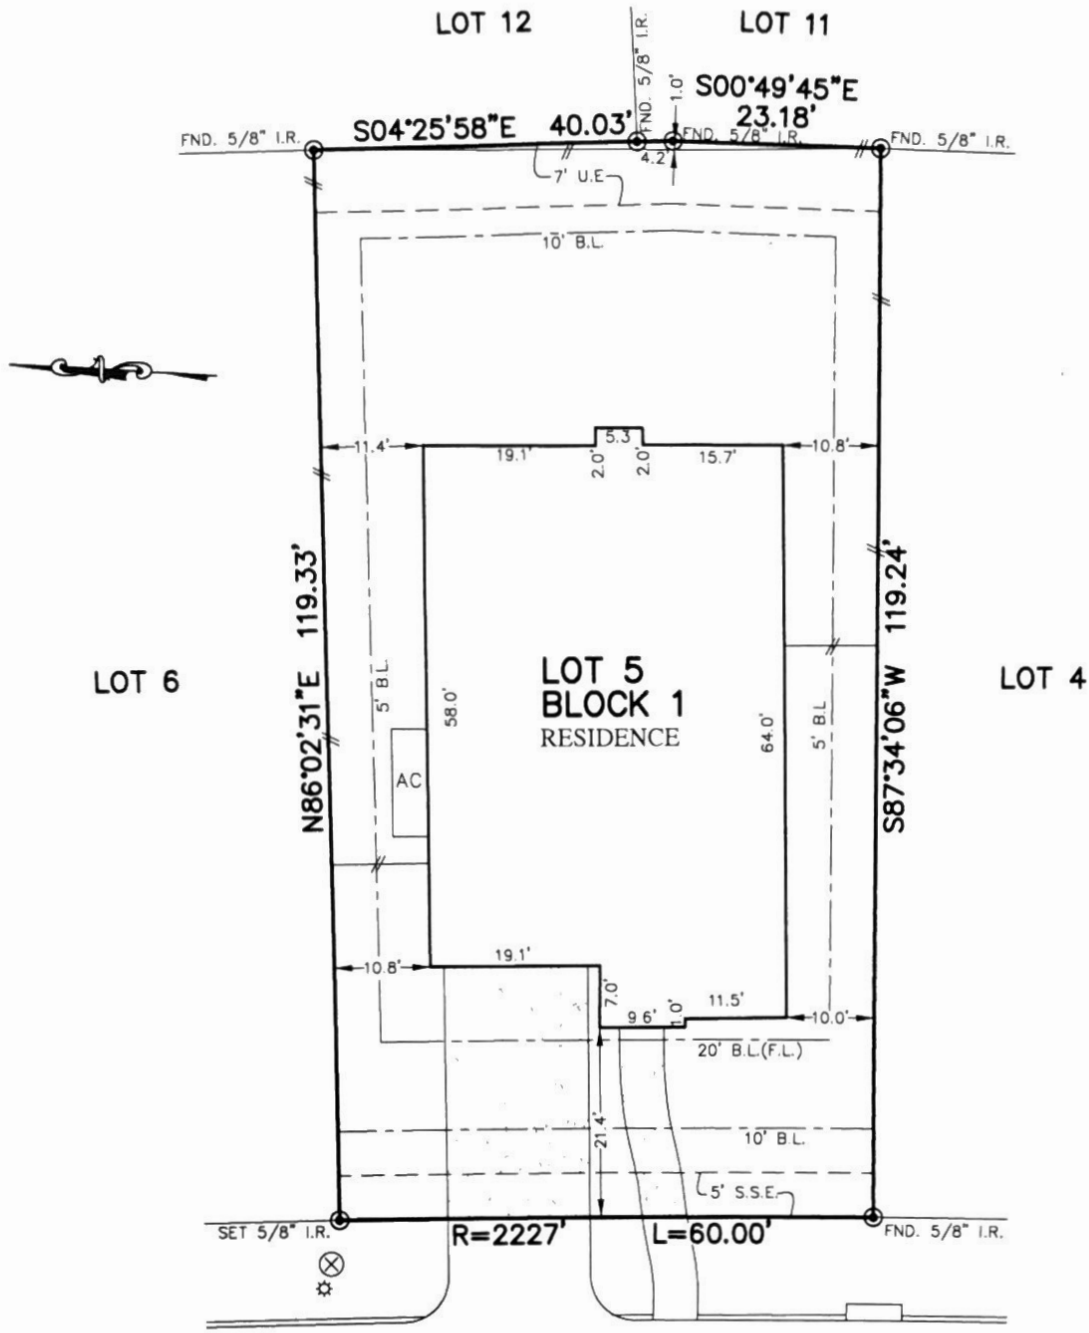 LOT 12
LOT 11
FND. 5/8" I.R.
1.0'
S00°49'45"E
23.18'
S04°25'58"E 40.03'
FND. 5/8" I.R.
FND. 5/8" I.R.
FND. 5/8" I.R.
4.2'
7' U.E
10' B.L.
11.4'
19.1'
2.0'
5.3
2.0'
15.7'
10.8'
N86°02'31"E 119.33'
S87°34'06"W 119.24'
LOT 6
5' B.L.
58.0'
LOT 5
BLOCK 1
RESIDENCE
64.0'
5' B.L
LOT 4
AC
10.8'
19.1'
7.0'
9.6'
1.0'
11.5'
10.0'
20' B.L.(F.L.)
21.4'
10' B.L.
5' S.S.E.
SET 5/8" I.R.
R=2227' L=60.00'
FND. 5/8" I.R.